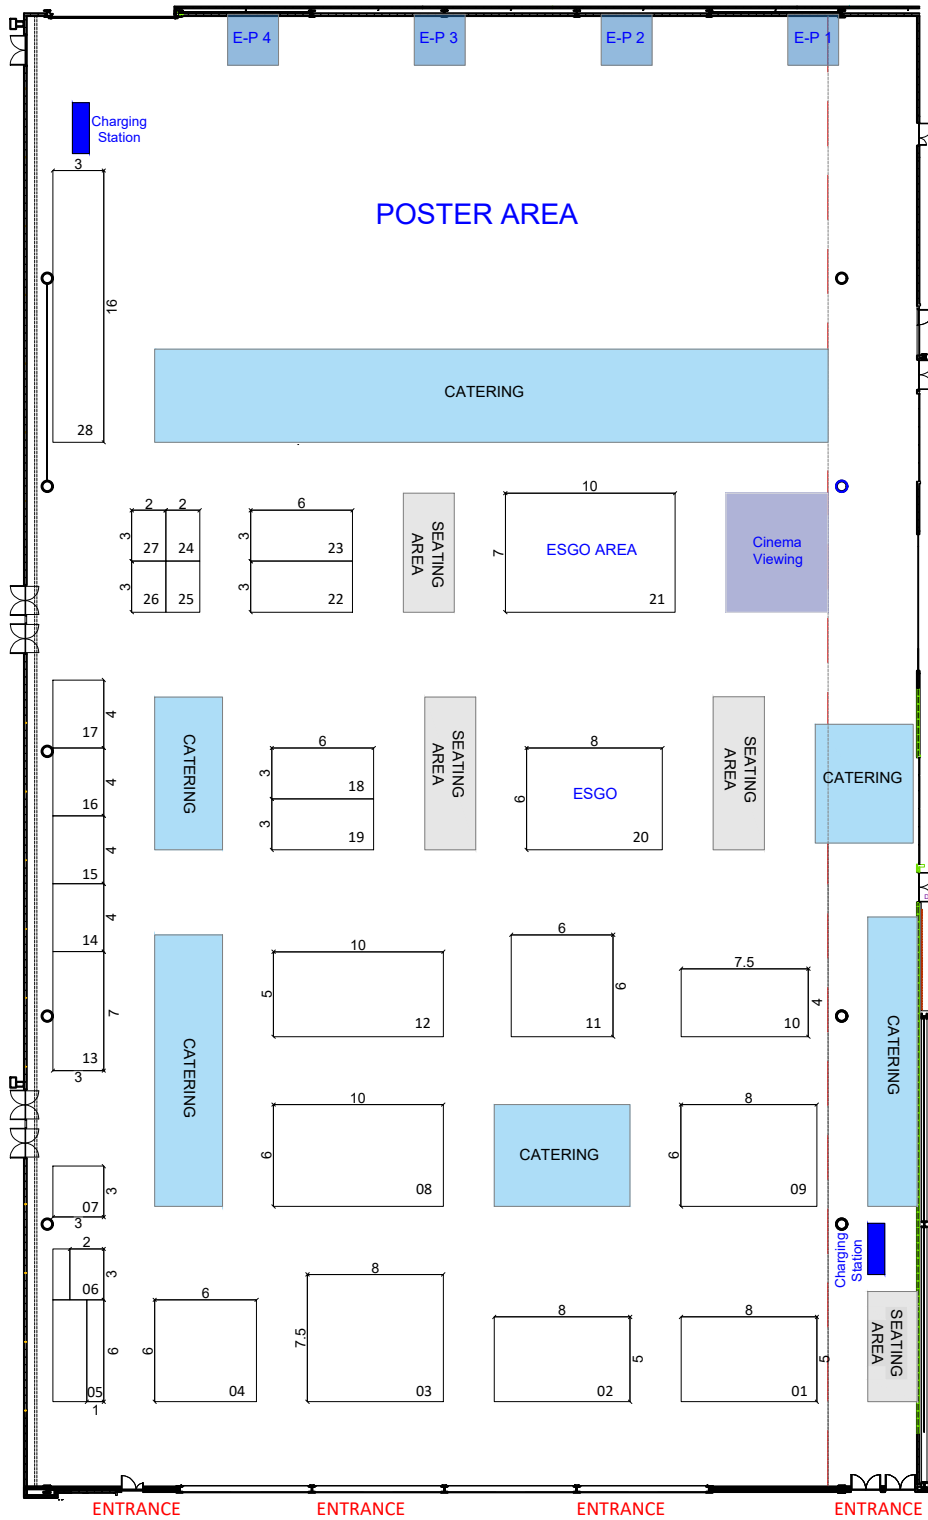 E-P 4
E-P 3
E-P 2
E-P 1
Charging
Station
3
POSTER AREA
16
28
CATERING
2
2
3
27
24
3
26
25
6
3
23
3
22
SEATING
AREA
10
7
ESGO AREA
21
Cinema
Viewing
17
4
16
4
15
4
14
4
13
7
3
CATERING
6
3
18
3
19
SEATING
AREA
8
6
ESGO
20
SEATING
AREA
CATERING
CATERING
10
5
12
6
6
11
7.5
4
10
CATERING
10
6
08
CATERING
8
6
09
07
3
3
Charging
Station
2
06
3
6
05
1
6
6
04
8
7.5
03
8
5
02
8
5
01
SEATING
AREA
ENTRANCE
ENTRANCE
ENTRANCE
ENTRANCE